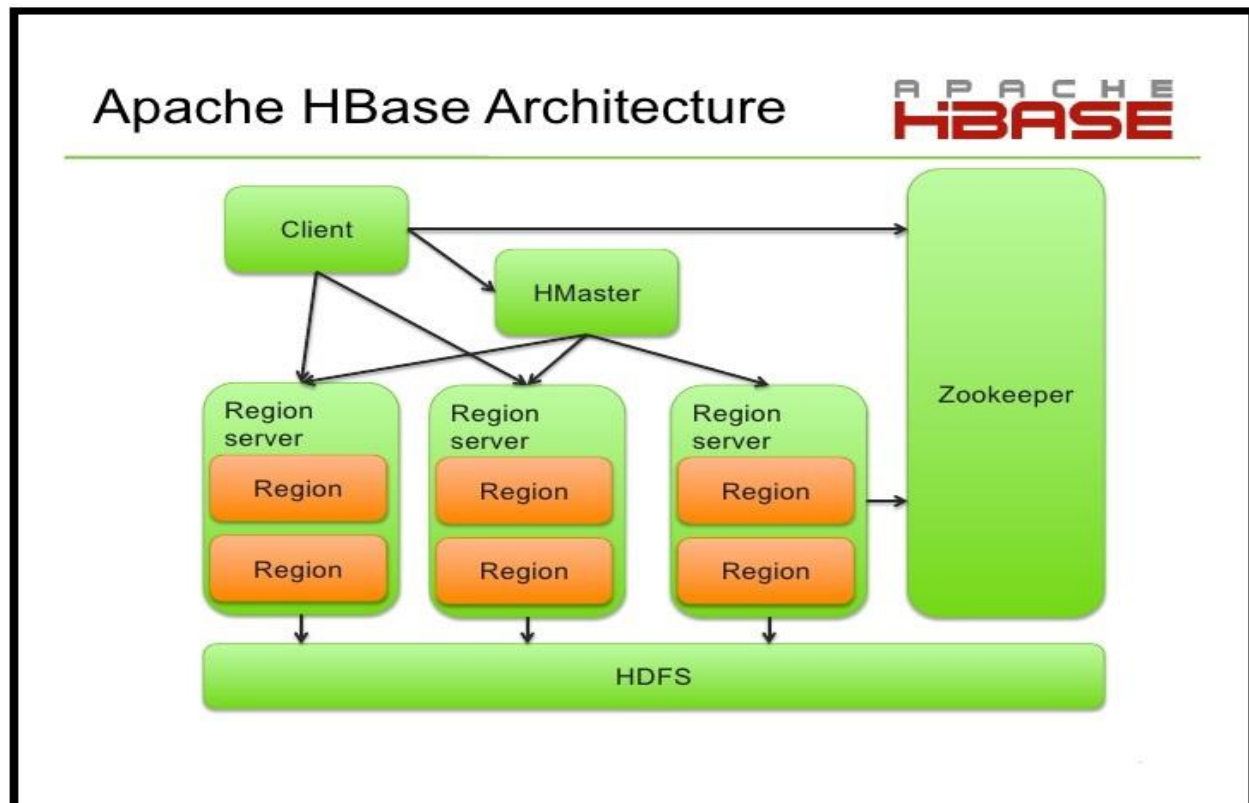 Apache HBase Architecture
APACHE
HBASE
Client
HMaster
Zookeeper
Region
server
Region
Region
Region
server
Region
Region
Region
server
Region
Region
HDFS